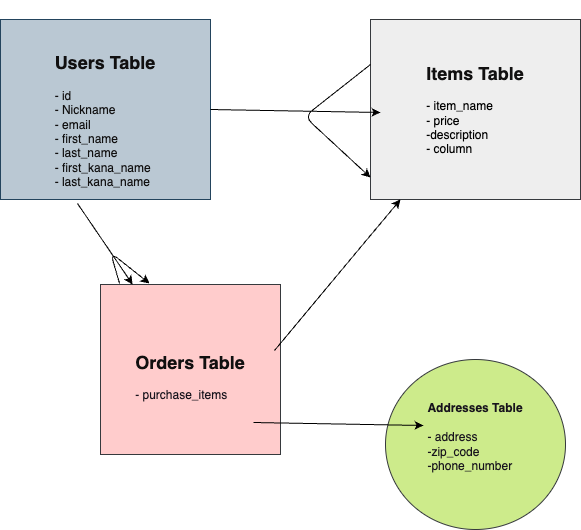 Users Table
- id
- Nickname
- email
- first_name
- last_name
- first_kana_name
- last_kana_name
Items Table
- item_name
- price
-description
- column
Orders Table
- purchase_items
Addresses Table
- address
-zip_code
-phone_number